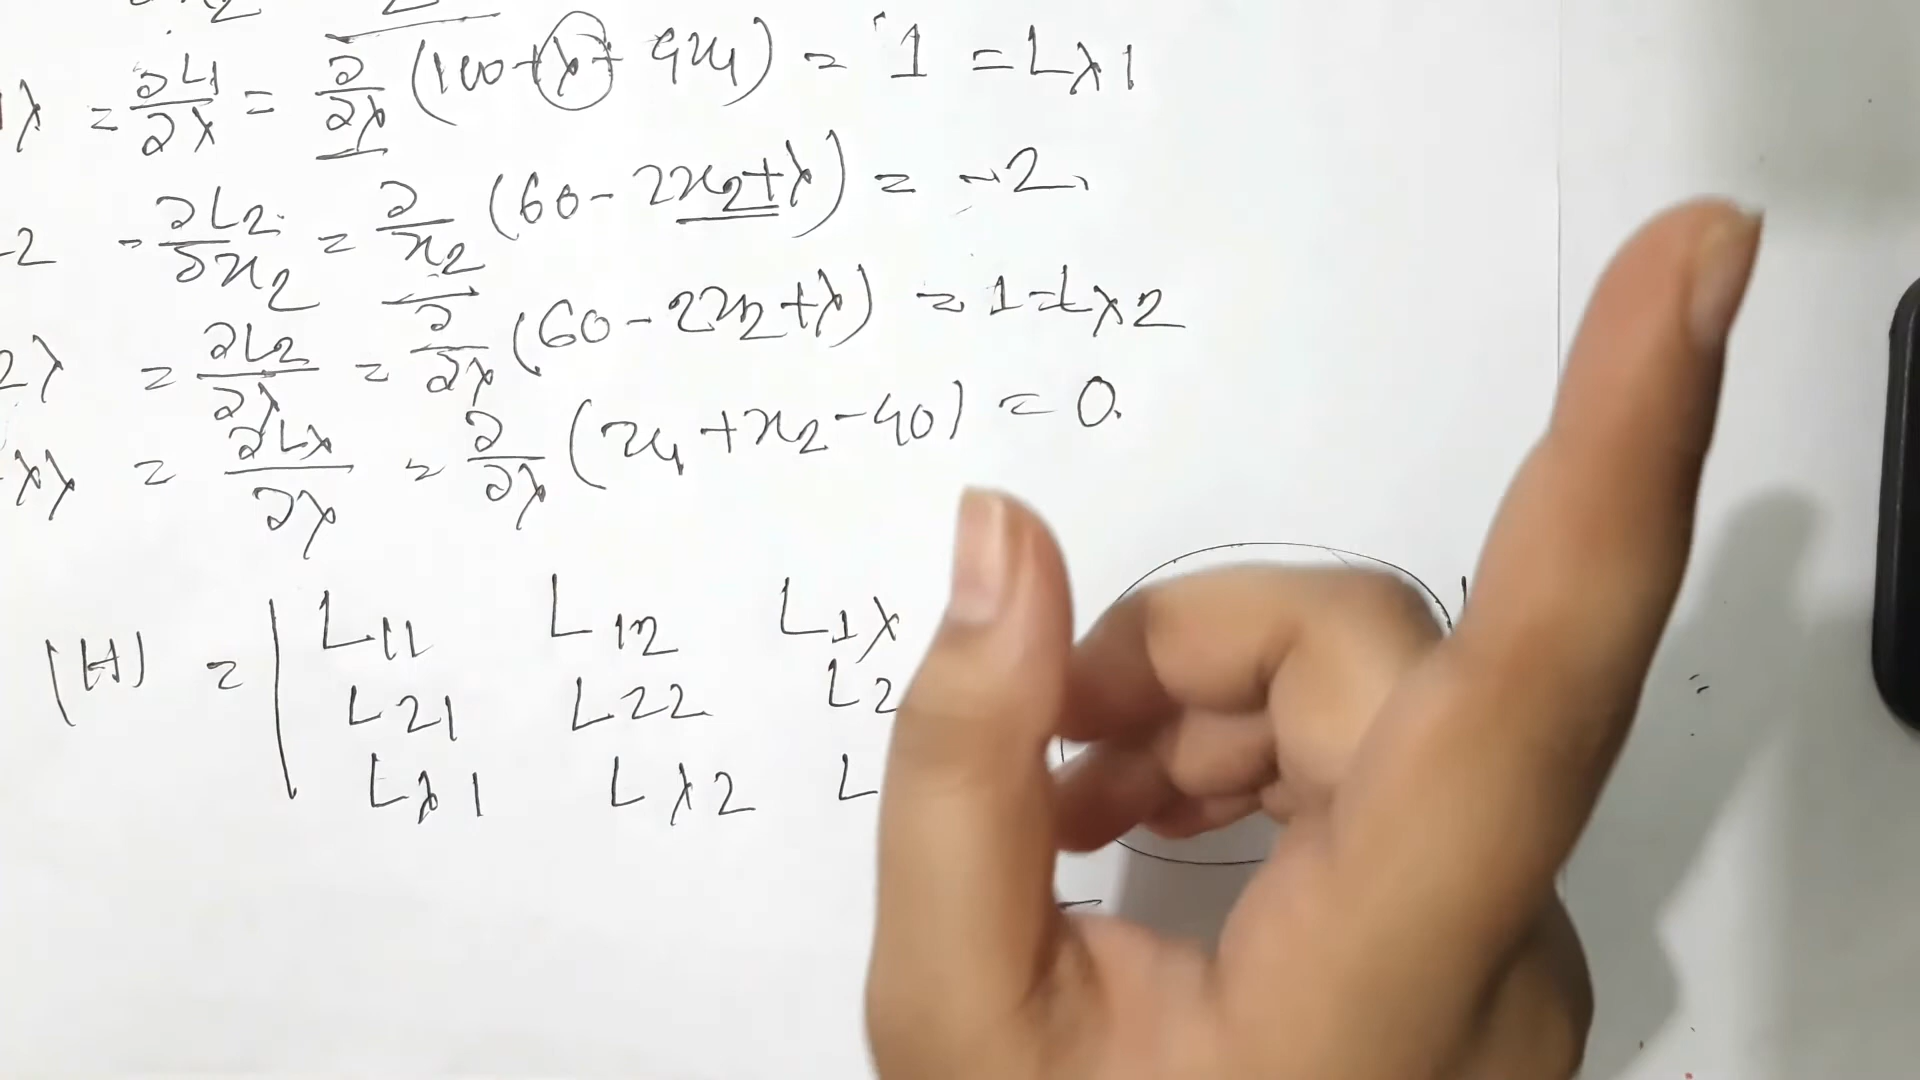 1λ = ∂L1/∂λ = ∂/∂λ (100+λ+4x1) = 1 = Lλ1
-2 = ∂L2/∂x2 = ∂/x2 (60-2x2+λ) = -2
2λ = ∂L2/∂λ = ∂/∂λ (60-2x2+λ) = 1 = Lλ2
λλ = ∂Lλ/∂λ = ∂/∂λ (x1+x2-40) = 0.
(H) = | L11 L12 L1λ
L21 L22 L2
Lλ1 Lλ2 L